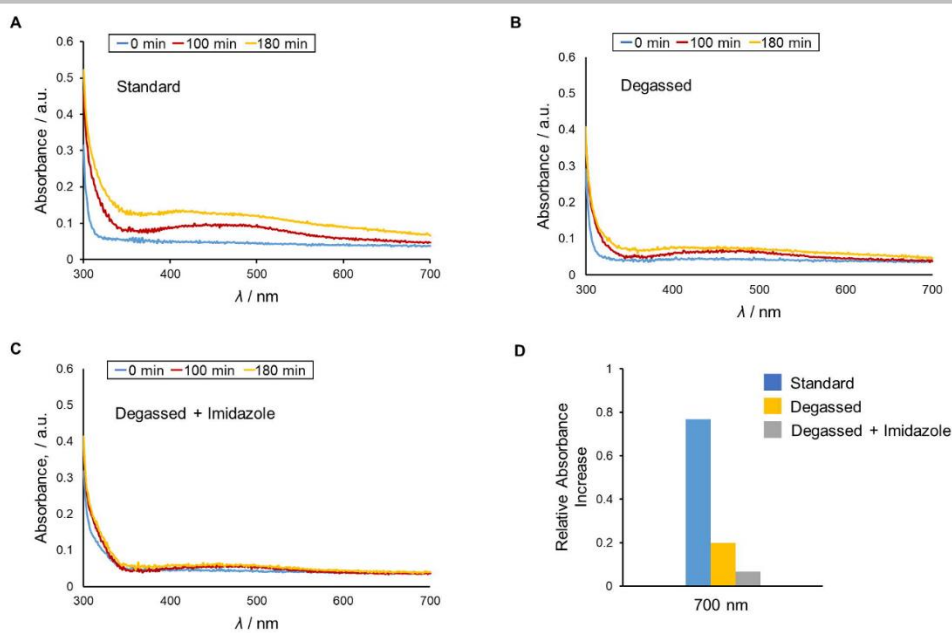 A
0 min 100 min 180 min
Standard
Absorbance / a.u.
0.6
0.5
0.4
0.3
0.2
0.1
0
300 400 500 600 700
λ / nm
B
0 min 100 min 180 min
Degassed
Absorbance / a.u.
0.6
0.5
0.4
0.3
0.2
0.1
0
300 400 500 600 700
λ / nm
C
0 min 100 min 180 min
Degassed + Imidazole
Absorbance, / a.u.
0.6
0.5
0.4
0.3
0.2
0.1
0
300 400 500 600 700
λ / nm
D
Standard
Degassed
Degassed + Imidazole
Relative Absorbance
Increase
1
0.8
0.6
0.4
0.2
0
700 nm